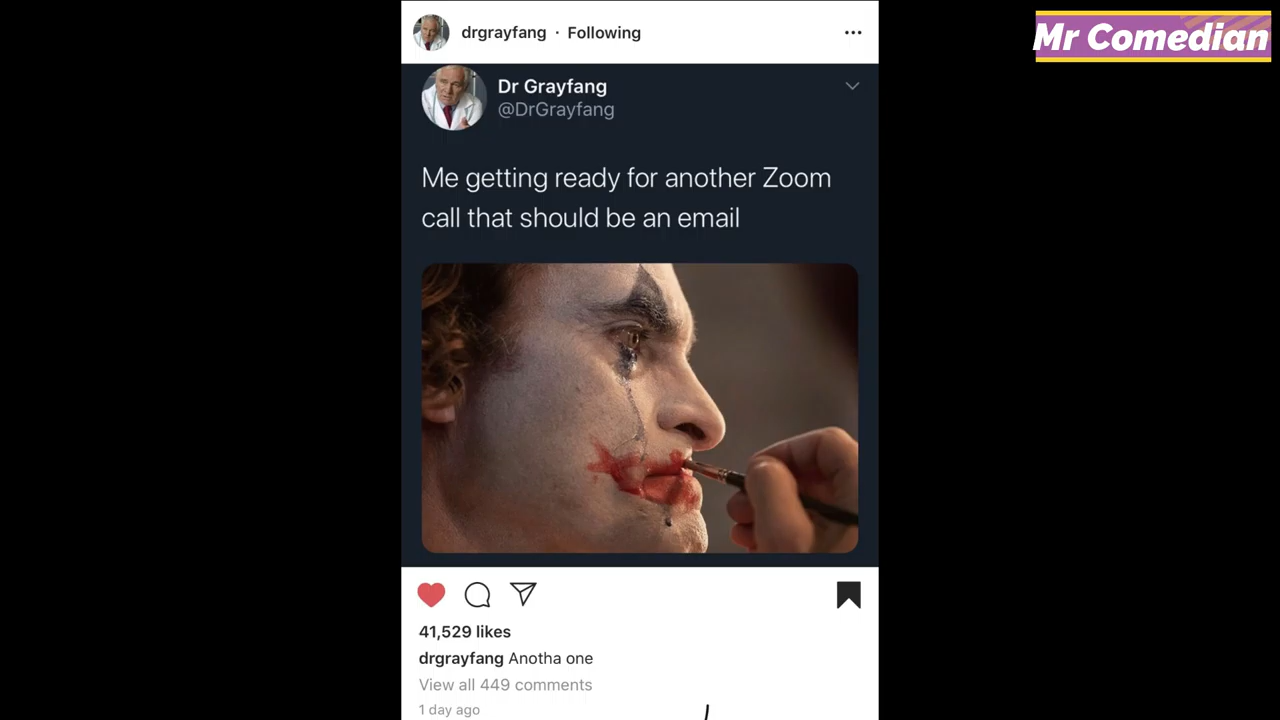 drgrayfang · Following
Mr Comedian
Dr Grayfang
@DrGrayfang
Me getting ready for another Zoom
call that should be an email
41,529 likes
drgrayfang Anotha one
View all 449 comments
1 day ago